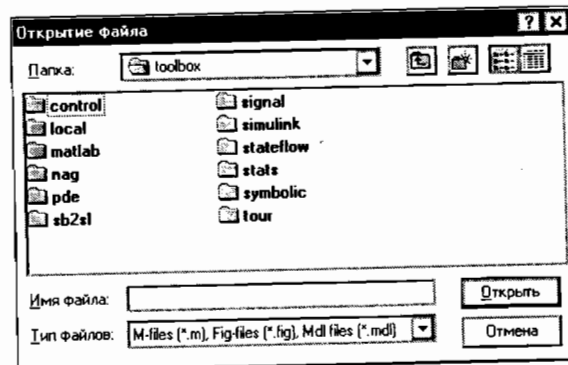 Открытие файла
Папка: toolbox
control
local
matlab
nag
pde
sb2sl
signal
simulink
stateflow
stats
symbolic
tour
Имя файла: Открыть
Тип файлов: M-files (*.m), Fig-files (*.fig), Mdl files (*.mdl) Отмена